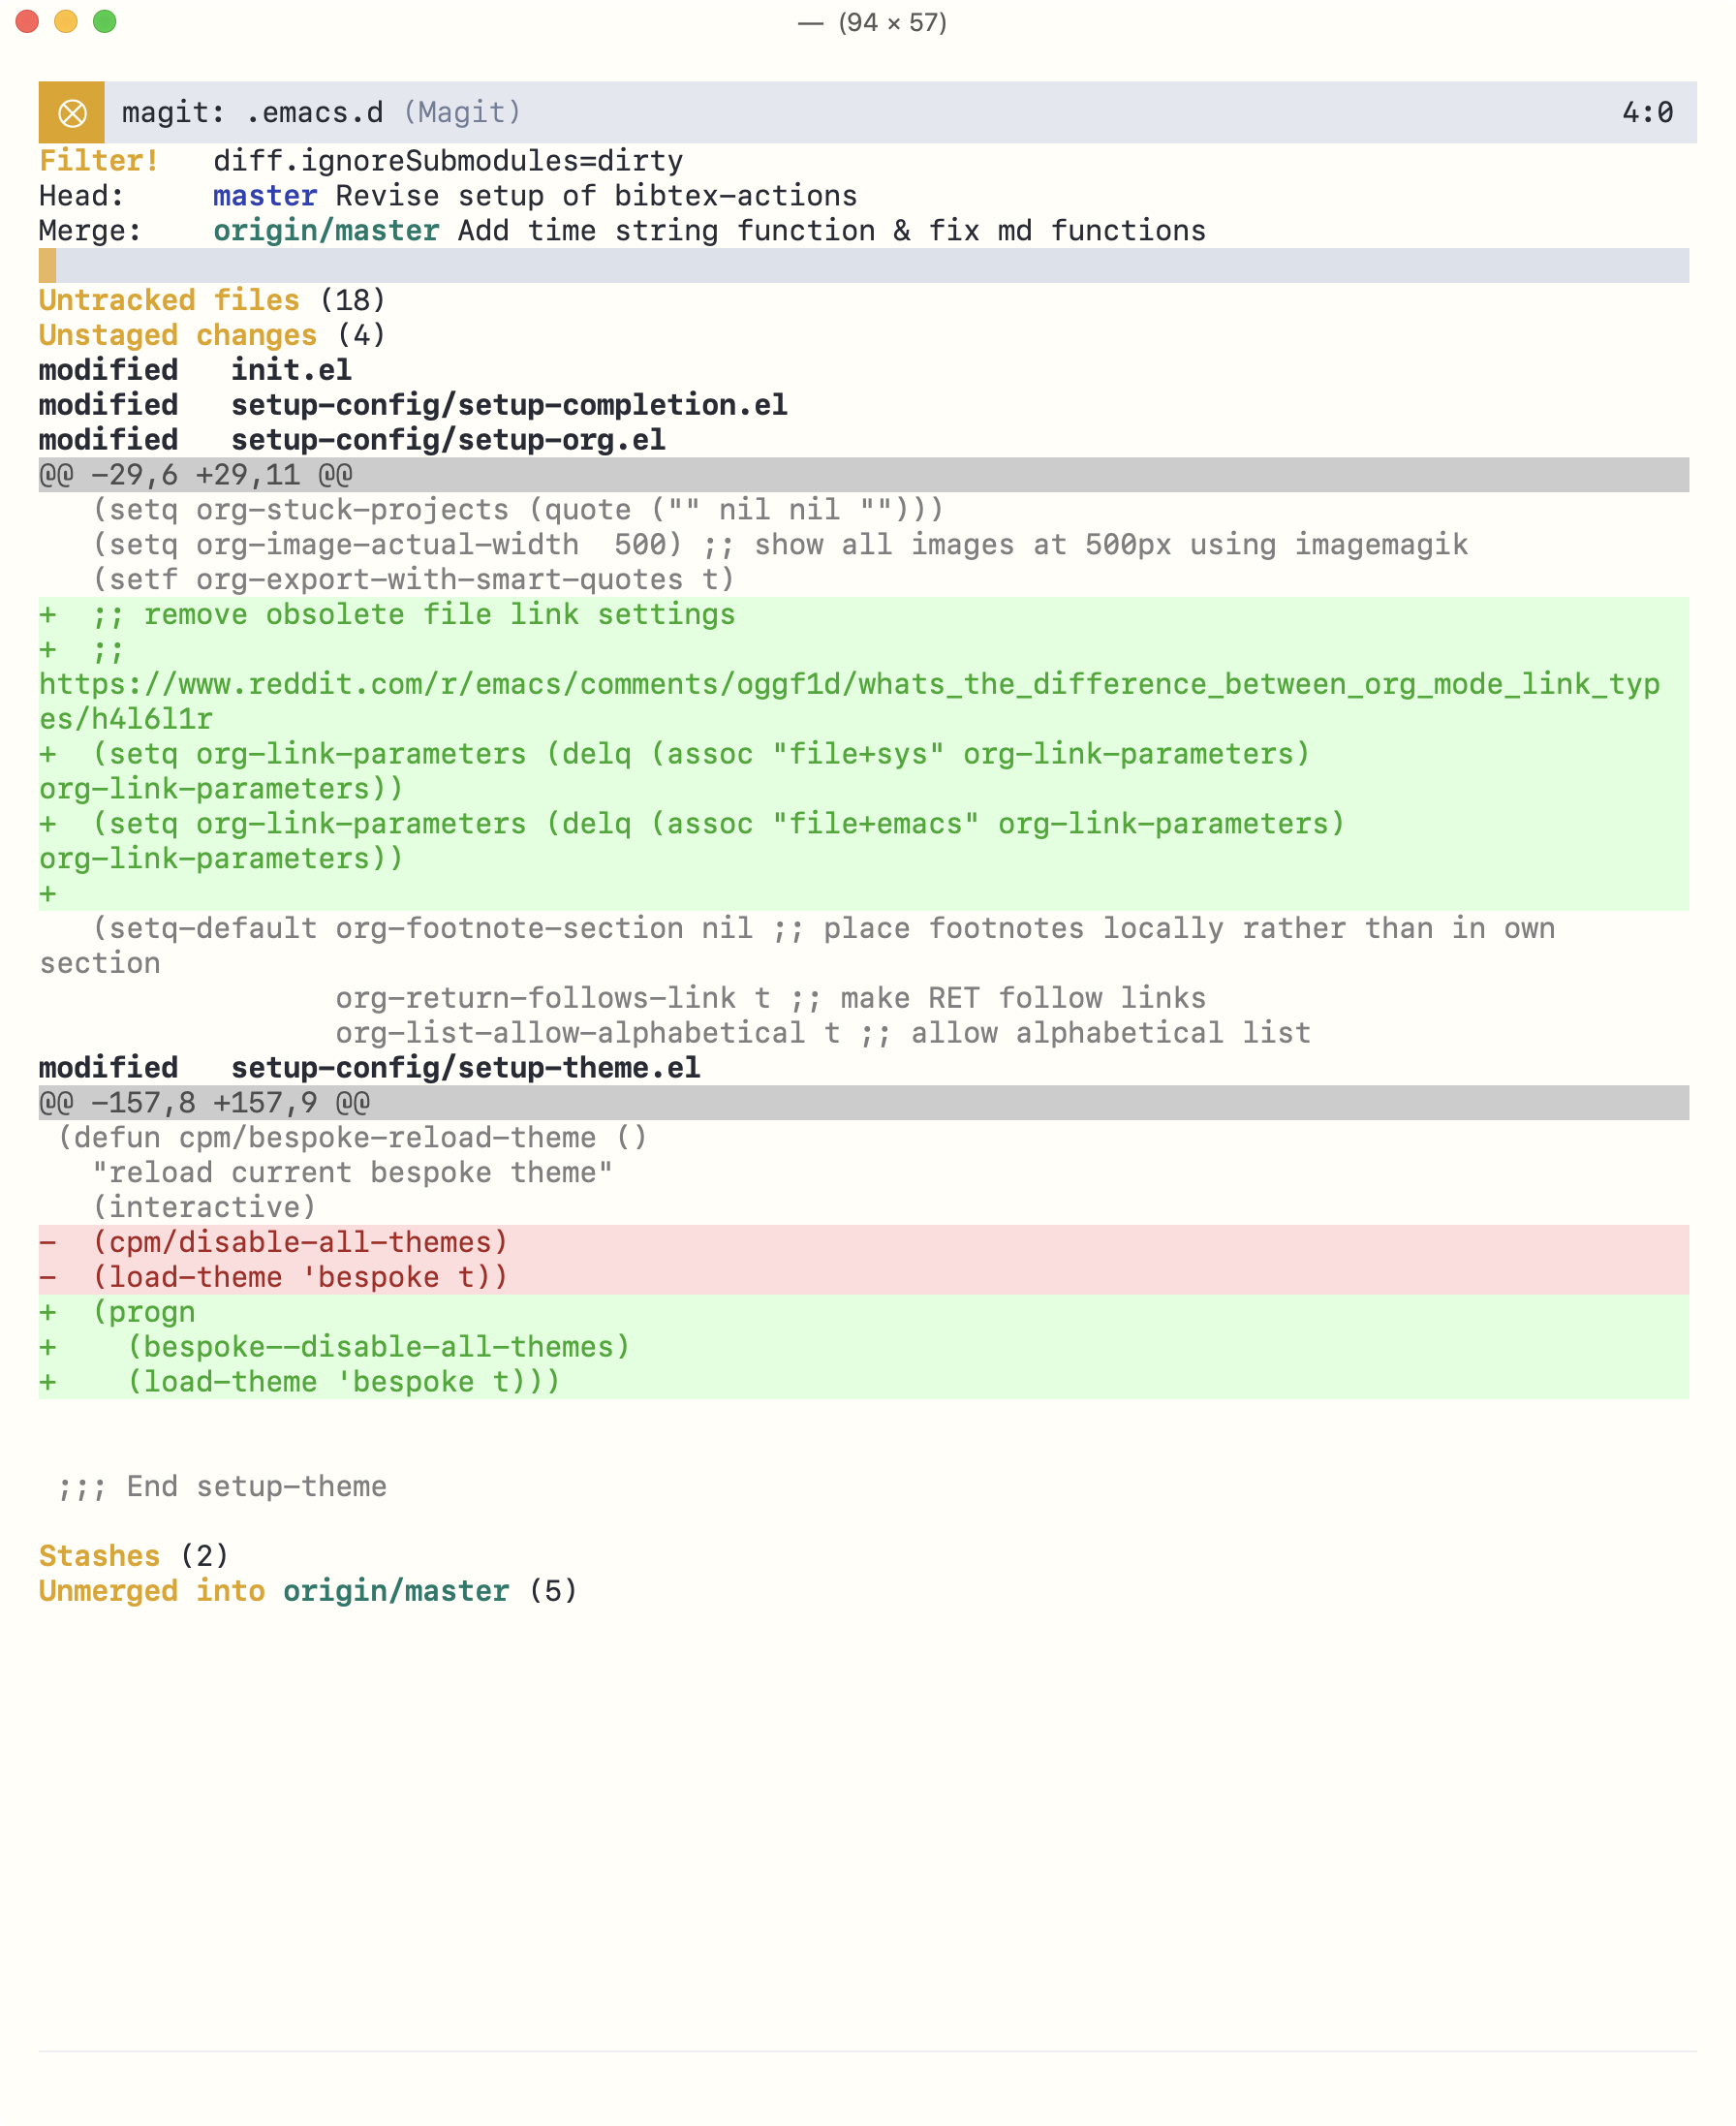 — (94 × 57)
magit: .emacs.d (Magit) 4:0
Filter!   diff.ignoreSubmodules=dirty
Head:     master Revise setup of bibtex-actions
Merge:    origin/master Add time string function & fix md functions
Untracked files (18)
Unstaged changes (4)
modified   init.el
modified   setup-config/setup-completion.el
modified   setup-config/setup-org.el
@@ -29,6 +29,11 @@
   (setq org-stuck-projects (quote ("" nil nil "")))
   (setq org-image-actual-width  500) ;; show all images at 500px using imagemagik
   (setf org-export-with-smart-quotes t)
+  ;; remove obsolete file link settings
+  ;;
https://www.reddit.com/r/emacs/comments/oggf1d/whats_the_difference_between_org_mode_link_typ
es/h4l6l1r
+  (setq org-link-parameters (delq (assoc "file+sys" org-link-parameters)
org-link-parameters))
+  (setq org-link-parameters (delq (assoc "file+emacs" org-link-parameters)
org-link-parameters))
+
   (setq-default org-footnote-section nil ;; place footnotes locally rather than in own
section
                 org-return-follows-link t ;; make RET follow links
                 org-list-allow-alphabetical t ;; allow alphabetical list
modified   setup-config/setup-theme.el
@@ -157,8 +157,9 @@
 (defun cpm/bespoke-reload-theme ()
   "reload current bespoke theme"
   (interactive)
-  (cpm/disable-all-themes)
-  (load-theme 'bespoke t))
+  (progn
+    (bespoke--disable-all-themes)
+    (load-theme 'bespoke t)))
 ;;; End setup-theme
Stashes (2)
Unmerged into origin/master (5)